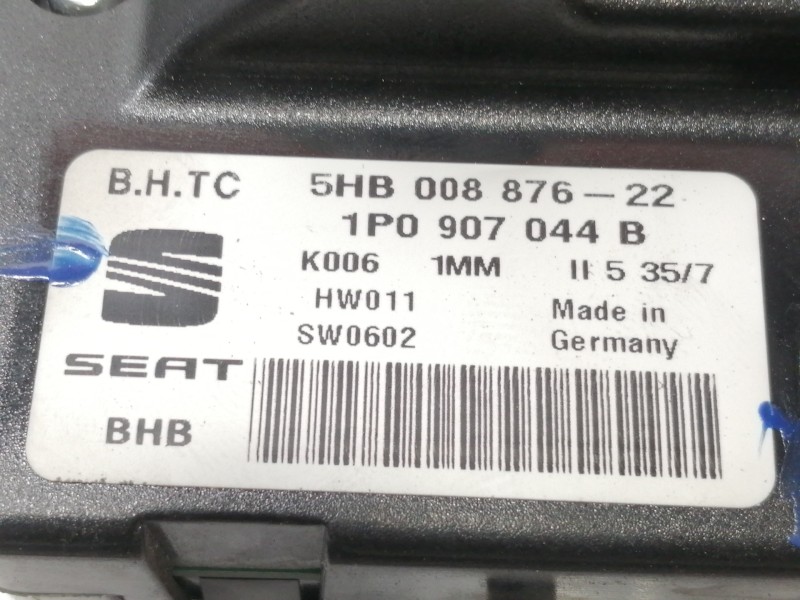 B.H.TC 5HB 008 876-22
1P0 907 044 B
K006 1MM II 5 35/7
HW011 Made in
SW0602 Germany
SEAT
BHB